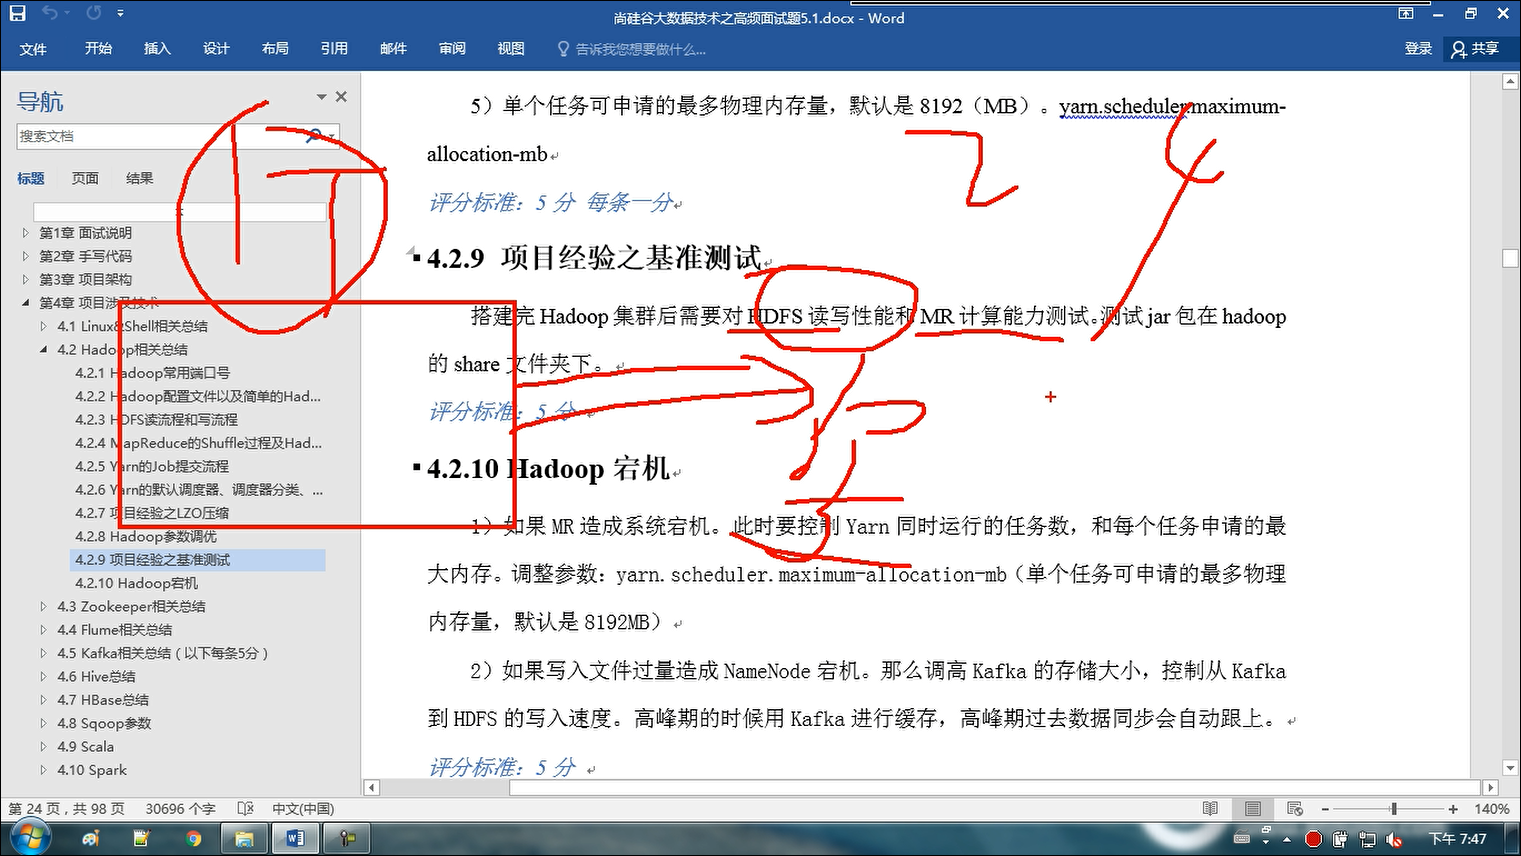 尚硅谷大数据技术之高频面试题5.1.docx - Word
文件 开始 插入 设计 布局 引用 邮件 审阅 视图 告诉我您想要做什么... 登录 共享
导航
搜索文档
标题 页面 结果
第1章 面试说明
第2章 手写代码
第3章 项目架构
第4章 项目涉及技术
4.1 Linux&Shell相关总结
4.2 Hadoop相关总结
4.2.1 Hadoop常用端口号
4.2.2 Hadoop配置文件以及简单的Had...
4.2.3 HDFS读流程和写流程
4.2.4 MapReduce的Shuffle过程及Had...
4.2.5 Yarn的Job提交流程
4.2.6 Yarn的默认调度器、调度器分类、...
4.2.7 项目经验之LZO压缩
4.2.8 Hadoop参数调优
4.2.9 项目经验之基准测试
4.2.10 Hadoop宕机
4.3 Zookeeper相关总结
4.4 Flume相关总结
4.5 Kafka相关总结（以下每条5分）
4.6 Hive总结
4.7 HBase总结
4.8 Sqoop参数
4.9 Scala
4.10 Spark
5）单个任务可申请的最多物理内存量，默认是 8192（MB）。yarn.scheduler.maximum-
allocation-mb
评分标准：5 分 每条一分
4.2.9 项目经验之基准测试
搭建完 Hadoop 集群后需要对 HDFS 读写性能和 MR 计算能力测试。测试 jar 包在 hadoop
的 share 文件夹下。
评分标准：5 分
4.2.10 Hadoop 宕机
1）如果 MR 造成系统宕机。此时要控制 Yarn 同时运行的任务数，和每个任务申请的最
大内存。调整参数：yarn.scheduler.maximum-allocation-mb（单个任务可申请的最多物理
内存量，默认是 8192MB）
2）如果写入文件过量造成 NameNode 宕机。那么调高 Kafka 的存储大小，控制从 Kafka
到 HDFS 的写入速度。高峰期的时候用 Kafka 进行缓存，高峰期过去数据同步会自动跟上。
评分标准：5 分
第 24 页，共 98 页 30696 个字 中文(中国) 140%
下午 7:47